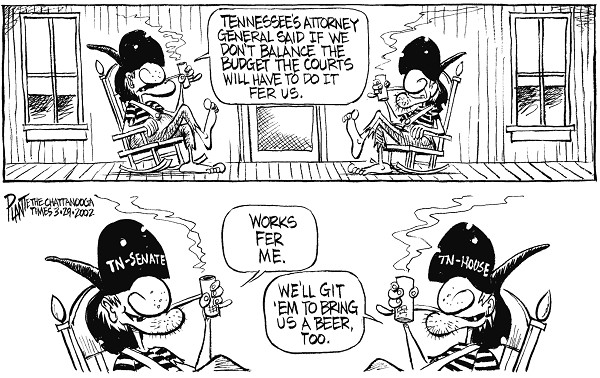 TENNESSEE'S ATTORNEY
GENERAL SAID IF WE
DON'T BALANCE THE
BUDGET THE COURTS
WILL HAVE TO DO IT
FER US.
PLANTE THE CHATTANOOGA
TIMES 3•29•2002
TN-SENATE
WORKS
FER
ME.
TN-HOUSE
WE'LL GIT
'EM TO BRING
US A BEER,
TOO.